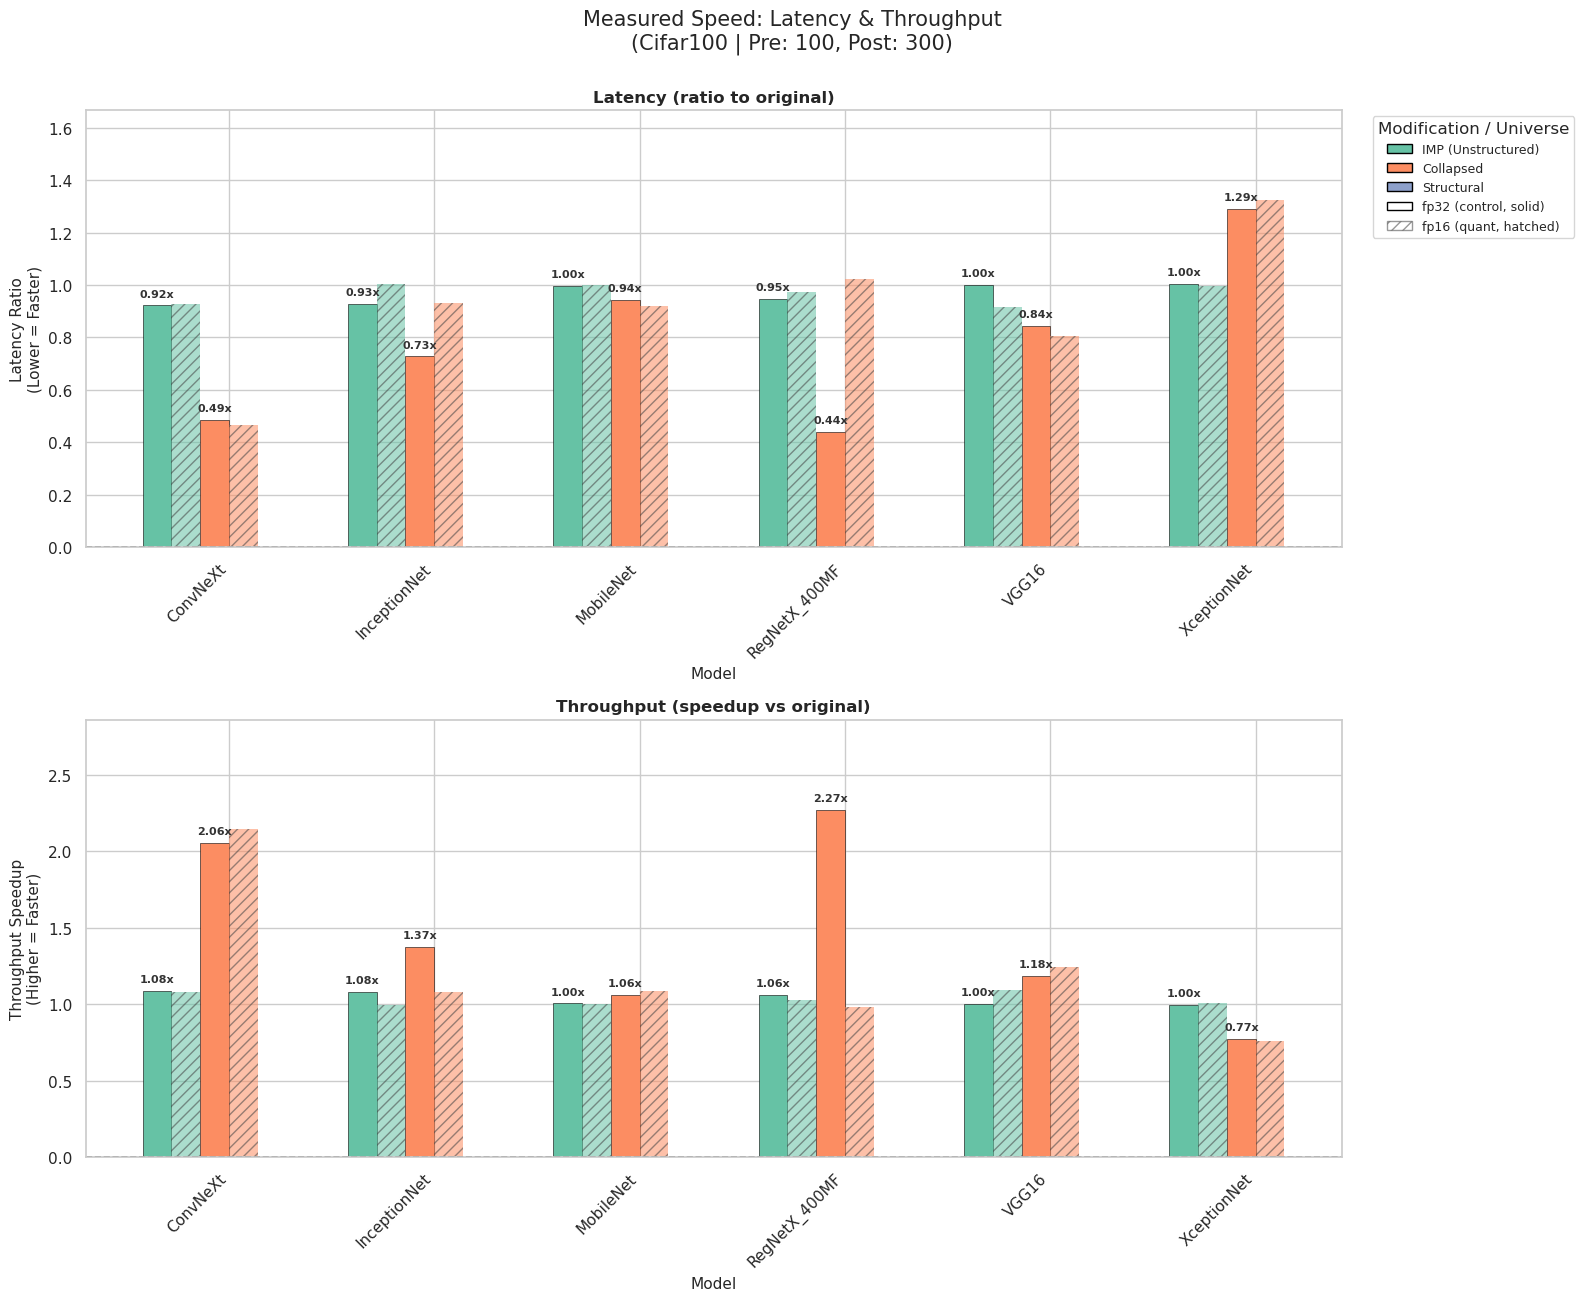 Measured Speed: Latency & Throughput
(Cifar100 | Pre: 100, Post: 300)
Latency (ratio to original)
Latency Ratio
(Lower = Faster)
1.6
1.4
1.2
1.0
0.8
0.6
0.4
0.2
0.0
0.92x
0.49x
0.93x
0.73x
1.00x
0.94x
0.95x
0.44x
1.00x
0.84x
1.00x
1.29x
ConvNeXt
InceptionNet
MobileNet
RegNetX_400MF
VGG16
XceptionNet
Model
Modification / Universe
IMP (Unstructured)
Collapsed
Structural
fp32 (control, solid)
fp16 (quant, hatched)
Throughput (speedup vs original)
Throughput Speedup
(Higher = Faster)
2.5
2.0
1.5
1.0
0.5
0.0
1.08x
2.06x
1.08x
1.37x
1.00x
1.06x
1.06x
2.27x
1.00x
1.18x
1.00x
0.77x
ConvNeXt
InceptionNet
MobileNet
RegNetX_400MF
VGG16
XceptionNet
Model